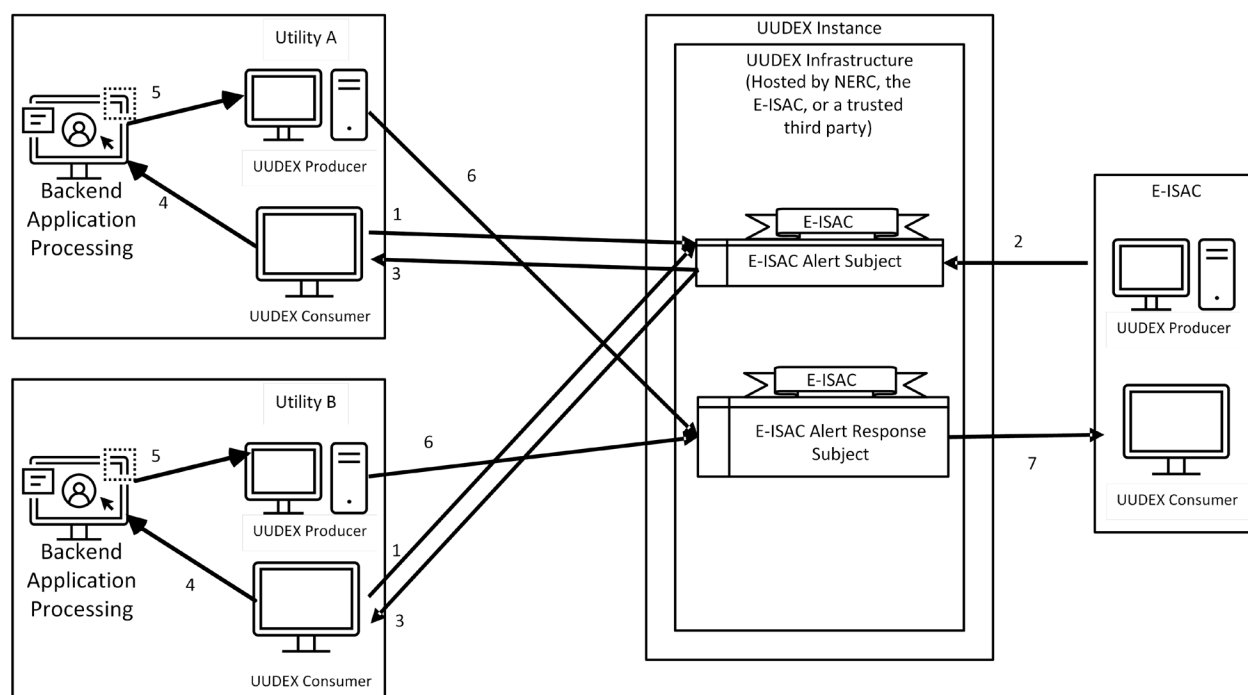 Utility A
5
UUDEX Producer
Backend
Application
Processing
4
1
3
UUDEX Consumer
6
Utility B
5
UUDEX Producer
6
Backend
Application
Processing
4
1
3
UUDEX Consumer
UUDEX Instance
UUDEX Infrastructure
(Hosted by NERC, the
E-ISAC, or a trusted
third party)
E-ISAC
E-ISAC Alert Subject
E-ISAC
E-ISAC Alert Response
Subject
2
7
E-ISAC
UUDEX Producer
UUDEX Consumer